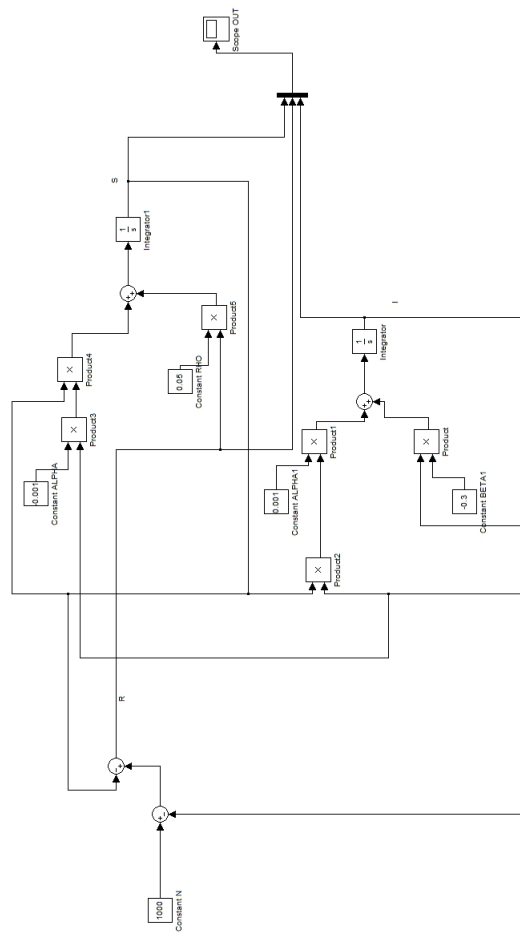 -0.001
Constant ALPHA
×
Product3
×
Product4
R
S
+
+
1
s
Integrator1
1000
Constant N
+
−
+
−
0.05
Constant RHO
×
Product5
Scope OUT
0.001
Constant ALPHA1
×
Product2
×
Product1
+
+
1
s
Integrator
I
×
Product
-0.3
Constant BETA1